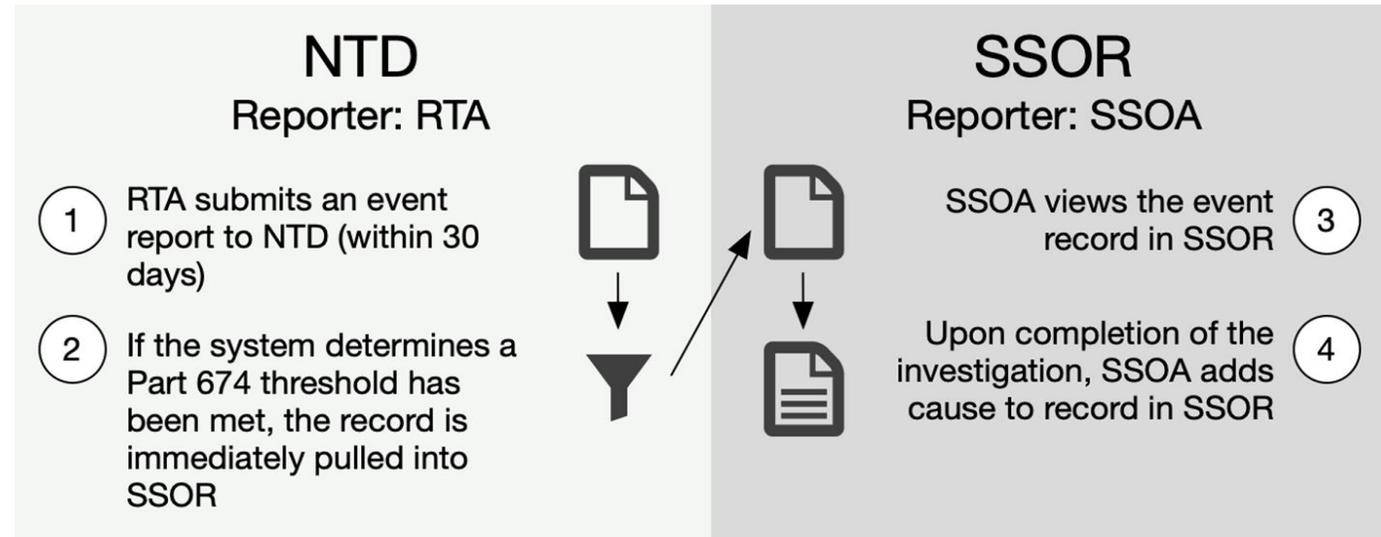 NTD
Reporter: RTA
1
RTA submits an event
report to NTD (within 30
days)
2
If the system determines a
Part 674 threshold has
been met, the record is
immediately pulled into
SSOR
SSOR
Reporter: SSOA
SSOA views the event
record in SSOR
3
Upon completion of the
investigation, SSOA adds
cause to record in SSOR
4